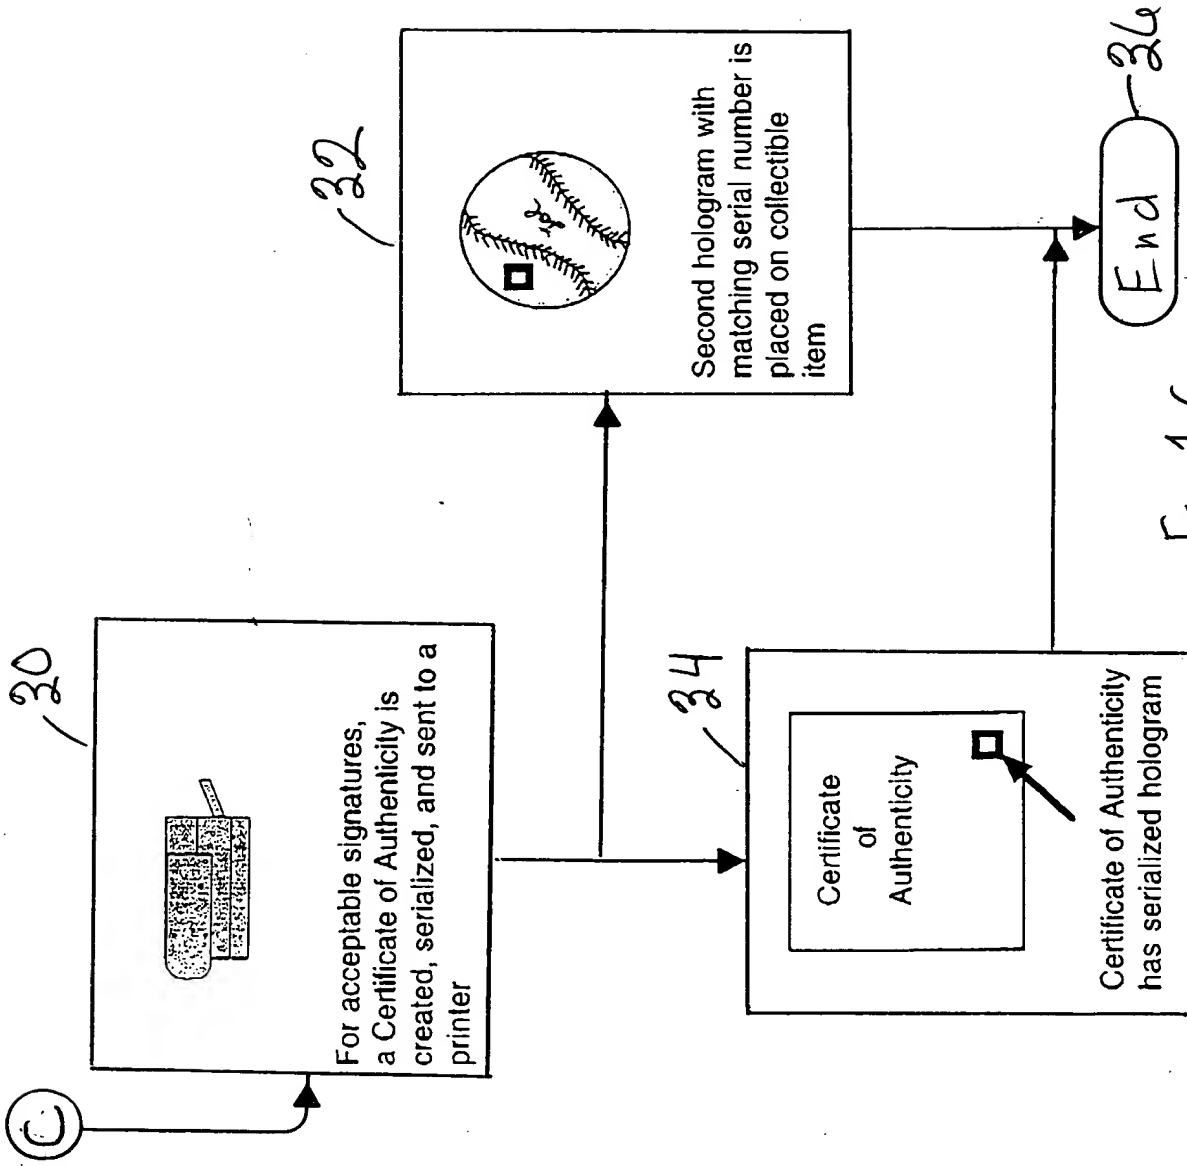 C
30
For acceptable signatures,
a Certificate of Authenticity is
created, serialized, and sent to a
printer
32
Second hologram with
matching serial number is
placed on collectible
item
34
Certificate
of
Authenticity
Certificate of Authenticity
has serialized hologram
End
36